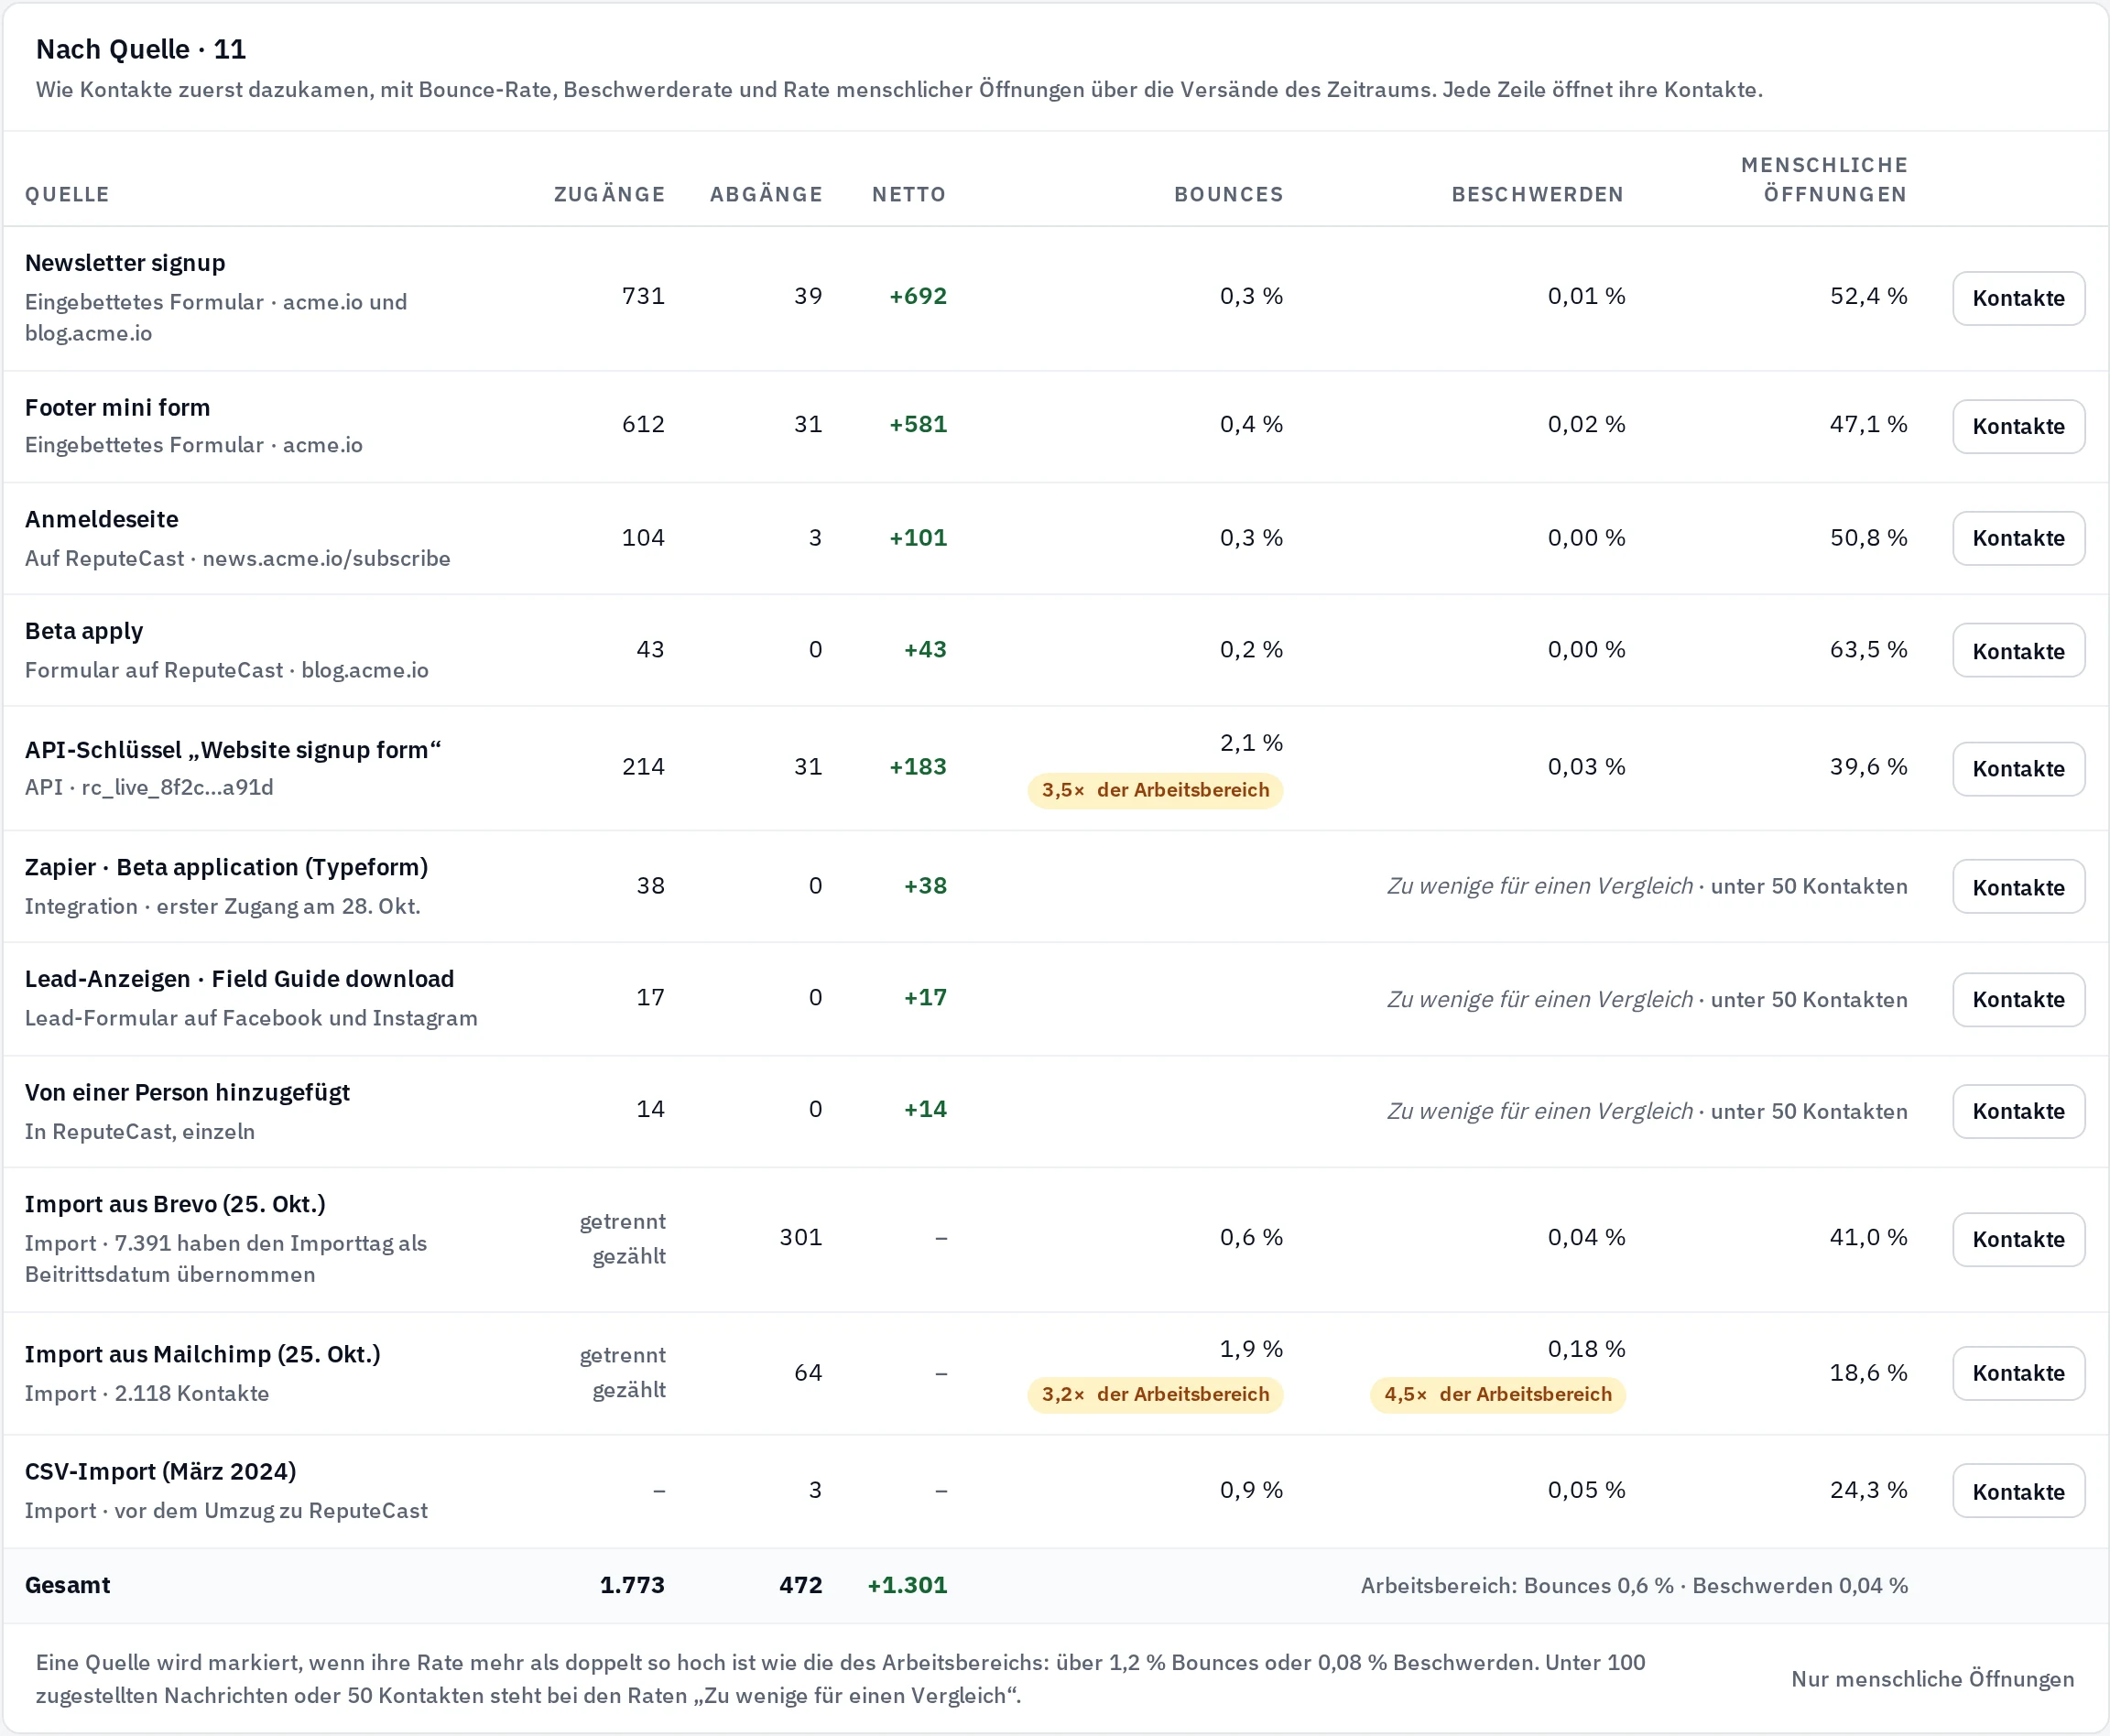 Nach Quelle · 11
Wie Kontakte zuerst dazukamen, mit Bounce-Rate, Beschwerderate und Rate menschlicher Öffnungen über die Versände des Zeitraums. Jede Zeile öffnet ihre Kontakte.
QUELLE ZUGÄNGE ABGÄNGE NETTO BOUNCES BESCHWERDEN MENSCHLICHE
ÖFFNUNGEN
Newsletter signup
Eingebettetes Formular · acme.io und
blog.acme.io
731 39 +692 0,3 % 0,01 % 52,4 % Kontakte
Footer mini form
Eingebettetes Formular · acme.io
612 31 +581 0,4 % 0,02 % 47,1 % Kontakte
Anmeldeseite
Auf ReputeCast · news.acme.io/subscribe
104 3 +101 0,3 % 0,00 % 50,8 % Kontakte
Beta apply
Formular auf ReputeCast · blog.acme.io
43 0 +43 0,2 % 0,00 % 63,5 % Kontakte
API-Schlüssel „Website signup form“
API · rc_live_8f2c…a91d
214 31 +183 2,1 %
3,5× der Arbeitsbereich
0,03 % 39,6 % Kontakte
Zapier · Beta application (Typeform)
Integration · erster Zugang am 28. Okt.
38 0 +38 Zu wenige für einen Vergleich · unter 50 Kontakten Kontakte
Lead-Anzeigen · Field Guide download
Lead-Formular auf Facebook und Instagram
17 0 +17 Zu wenige für einen Vergleich · unter 50 Kontakten Kontakte
Von einer Person hinzugefügt
In ReputeCast, einzeln
14 0 +14 Zu wenige für einen Vergleich · unter 50 Kontakten Kontakte
Import aus Brevo (25. Okt.)
Import · 7.391 haben den Importtag als
Beitrittsdatum übernommen
getrennt
gezählt
301 – 0,6 % 0,04 % 41,0 % Kontakte
Import aus Mailchimp (25. Okt.)
Import · 2.118 Kontakte
getrennt
gezählt
64 – 1,9 %
3,2× der Arbeitsbereich
0,18 %
4,5× der Arbeitsbereich
18,6 % Kontakte
CSV-Import (März 2024)
Import · vor dem Umzug zu ReputeCast
– 3 – 0,9 % 0,05 % 24,3 % Kontakte
Gesamt 1.773 472 +1.301 Arbeitsbereich: Bounces 0,6 % · Beschwerden 0,04 %
Eine Quelle wird markiert, wenn ihre Rate mehr als doppelt so hoch ist wie die des Arbeitsbereichs: über 1,2 % Bounces oder 0,08 % Beschwerden. Unter 100
zugestellten Nachrichten oder 50 Kontakten steht bei den Raten „Zu wenige für einen Vergleich“.
Nur menschliche Öffnungen